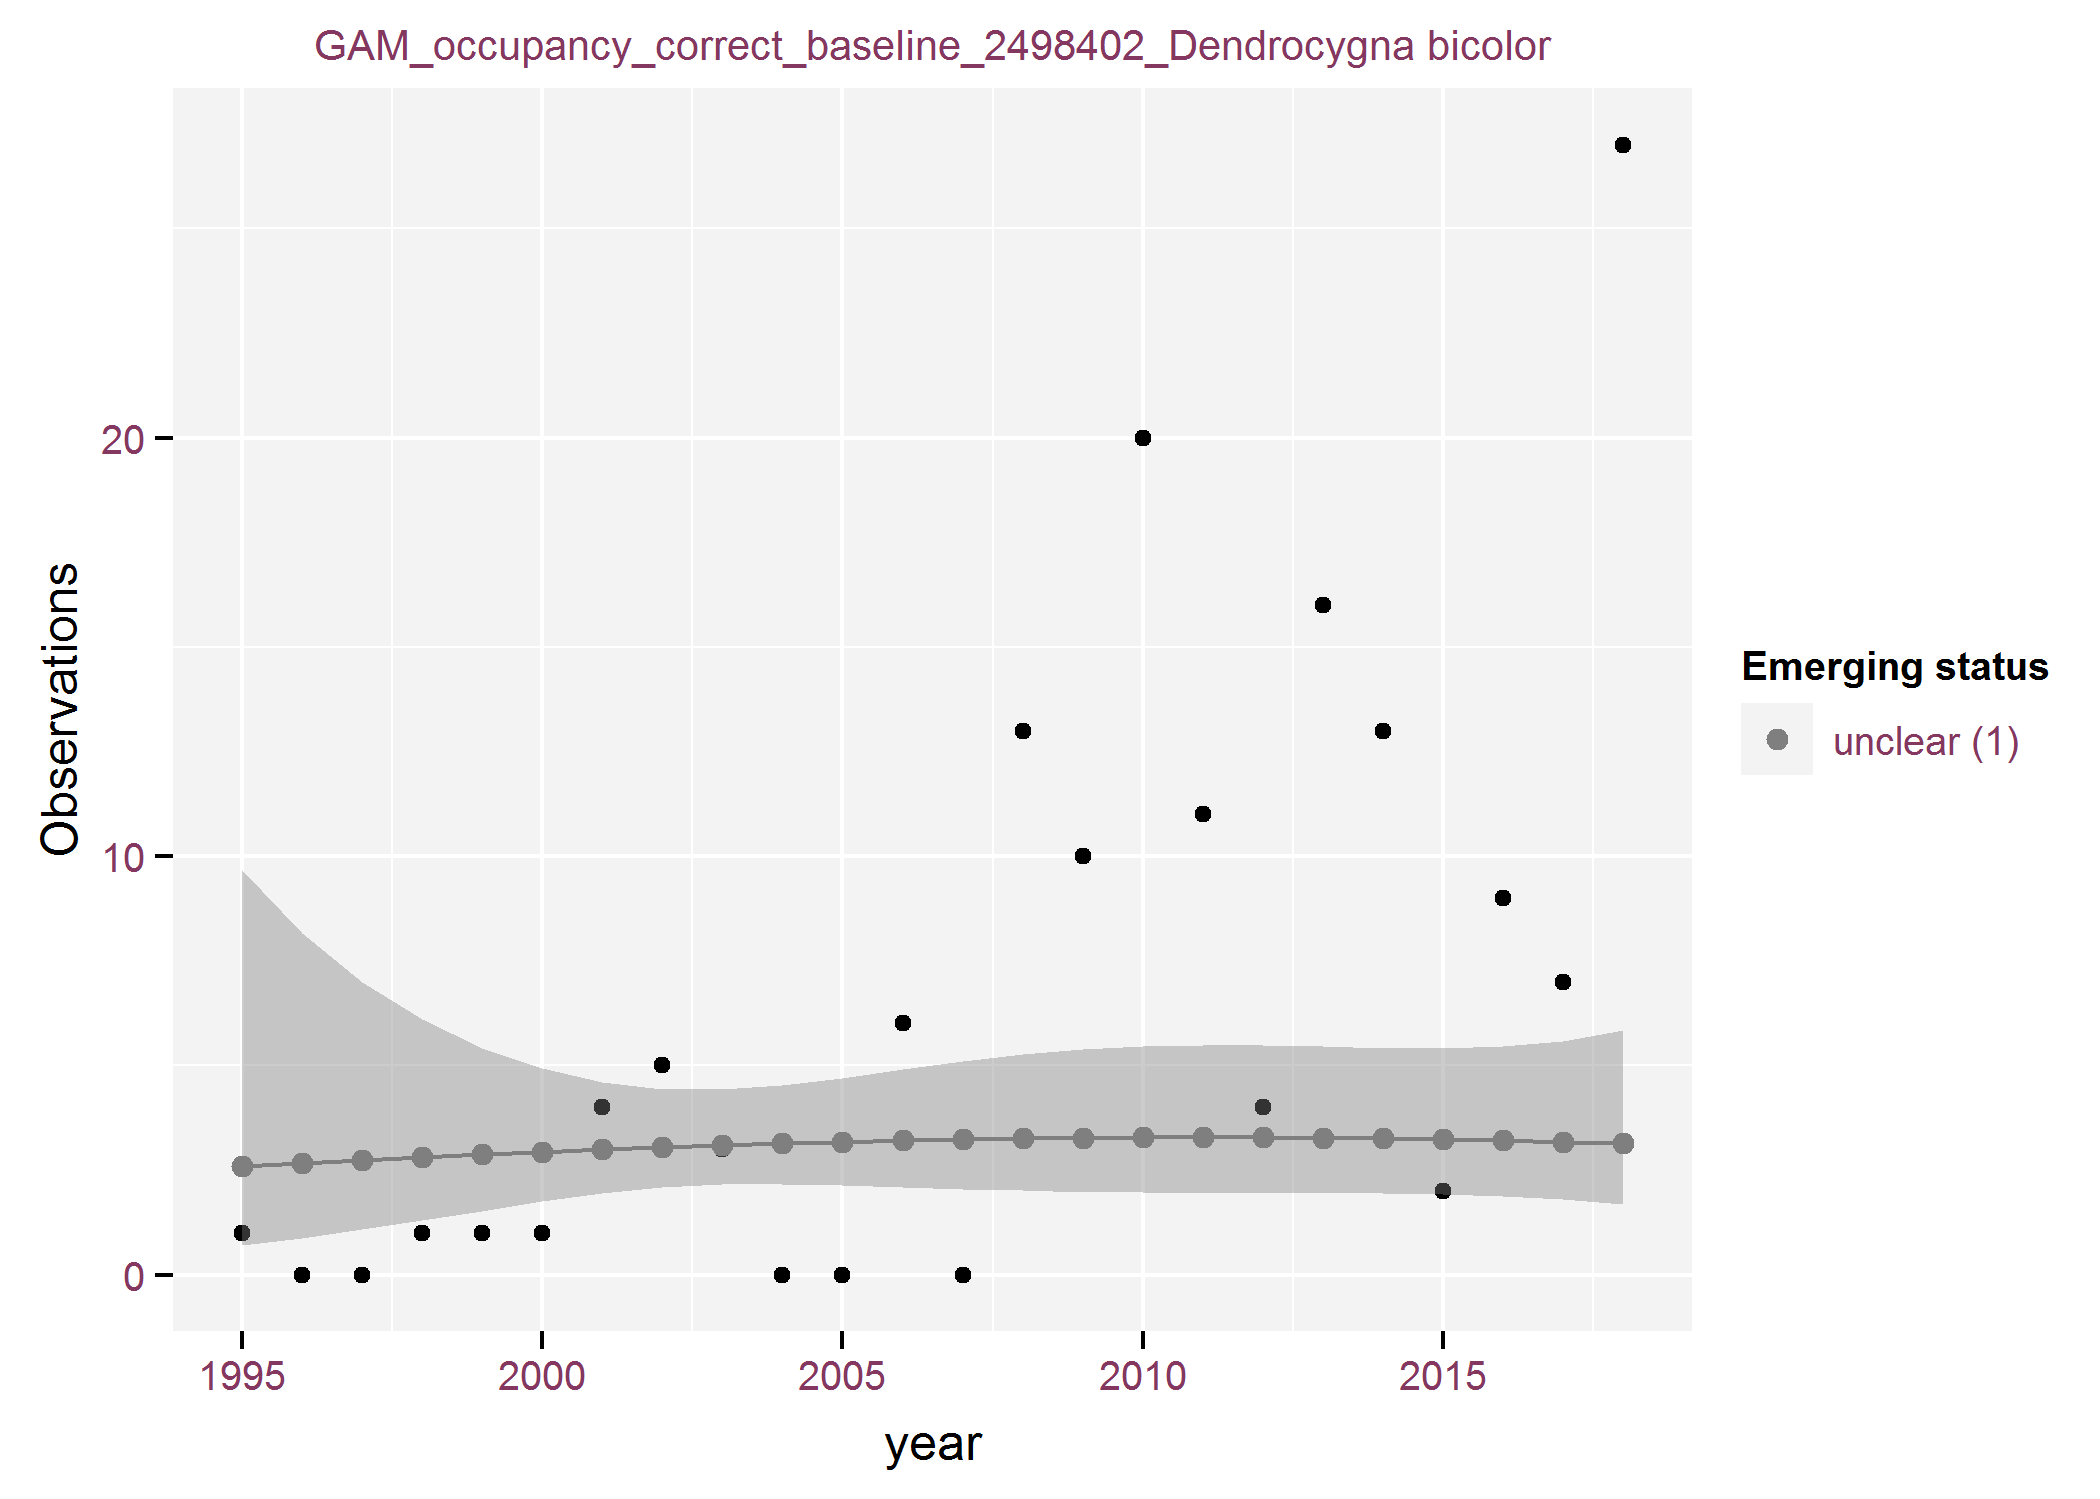 GAM_occupancy_correct_baseline_2498402_Dendrocygna bicolor
Observations
20
10
0
1995 2000 2005 2010 2015
year
Emerging status
unclear (1)